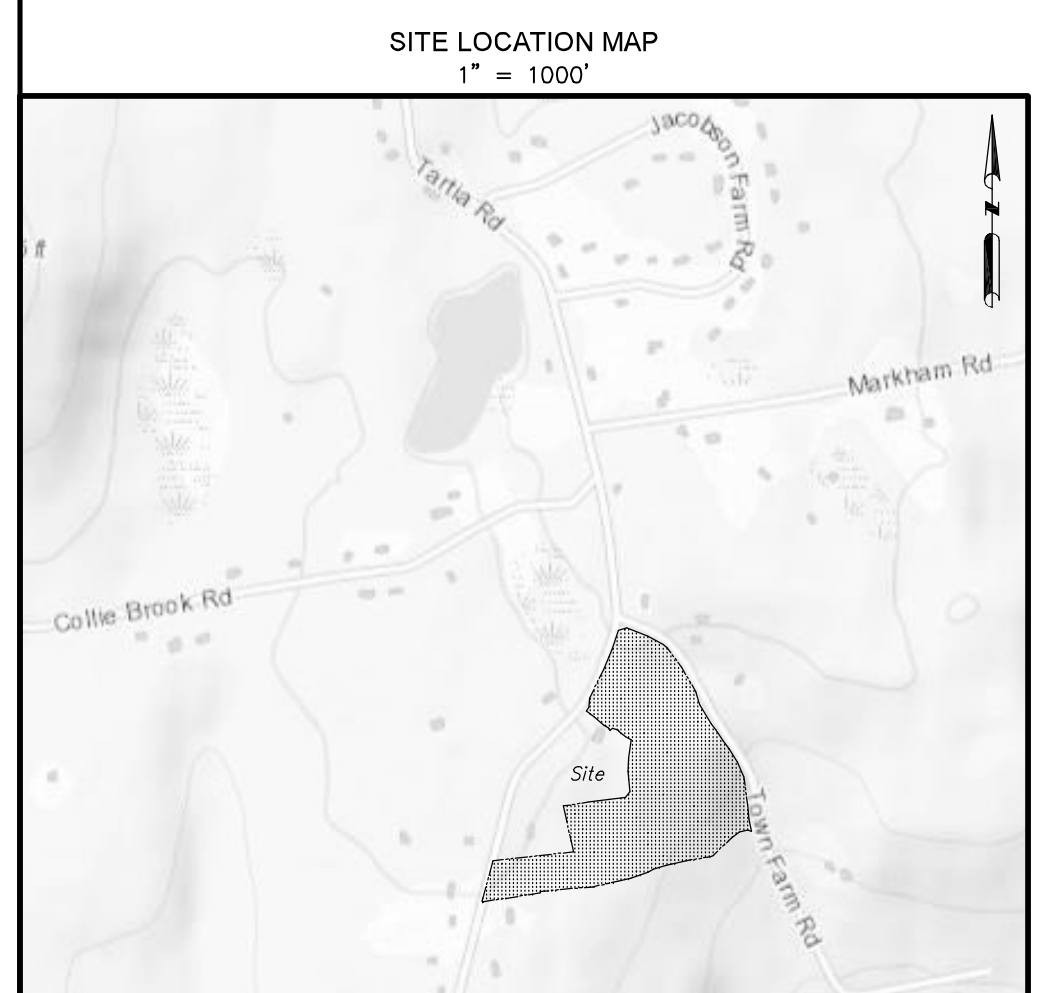 SITE LOCATION MAP
1" = 1000'
Jacobson Farm Rd
Tartia Rd
ft
Markham Rd
Collie Brook Rd
Site
Town Farm Rd